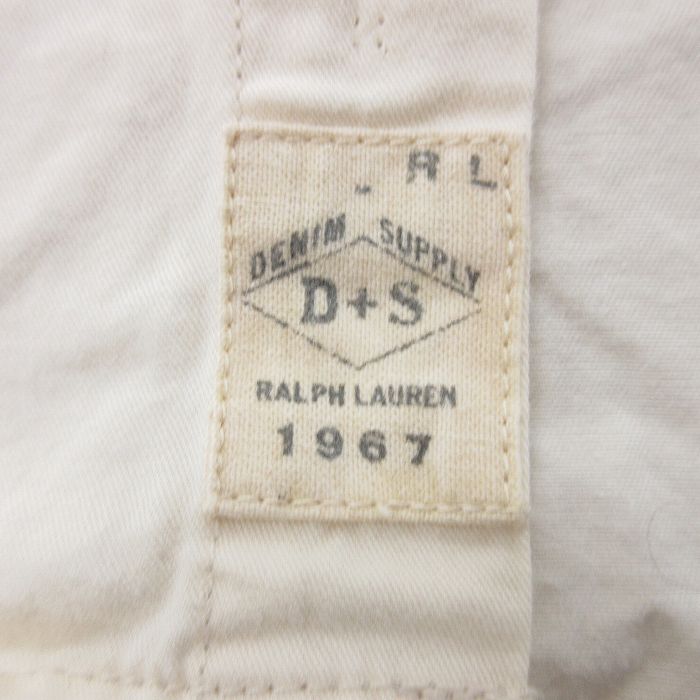 RL
DENIM SUPPLY
D+S
RALPH LAUREN
1967